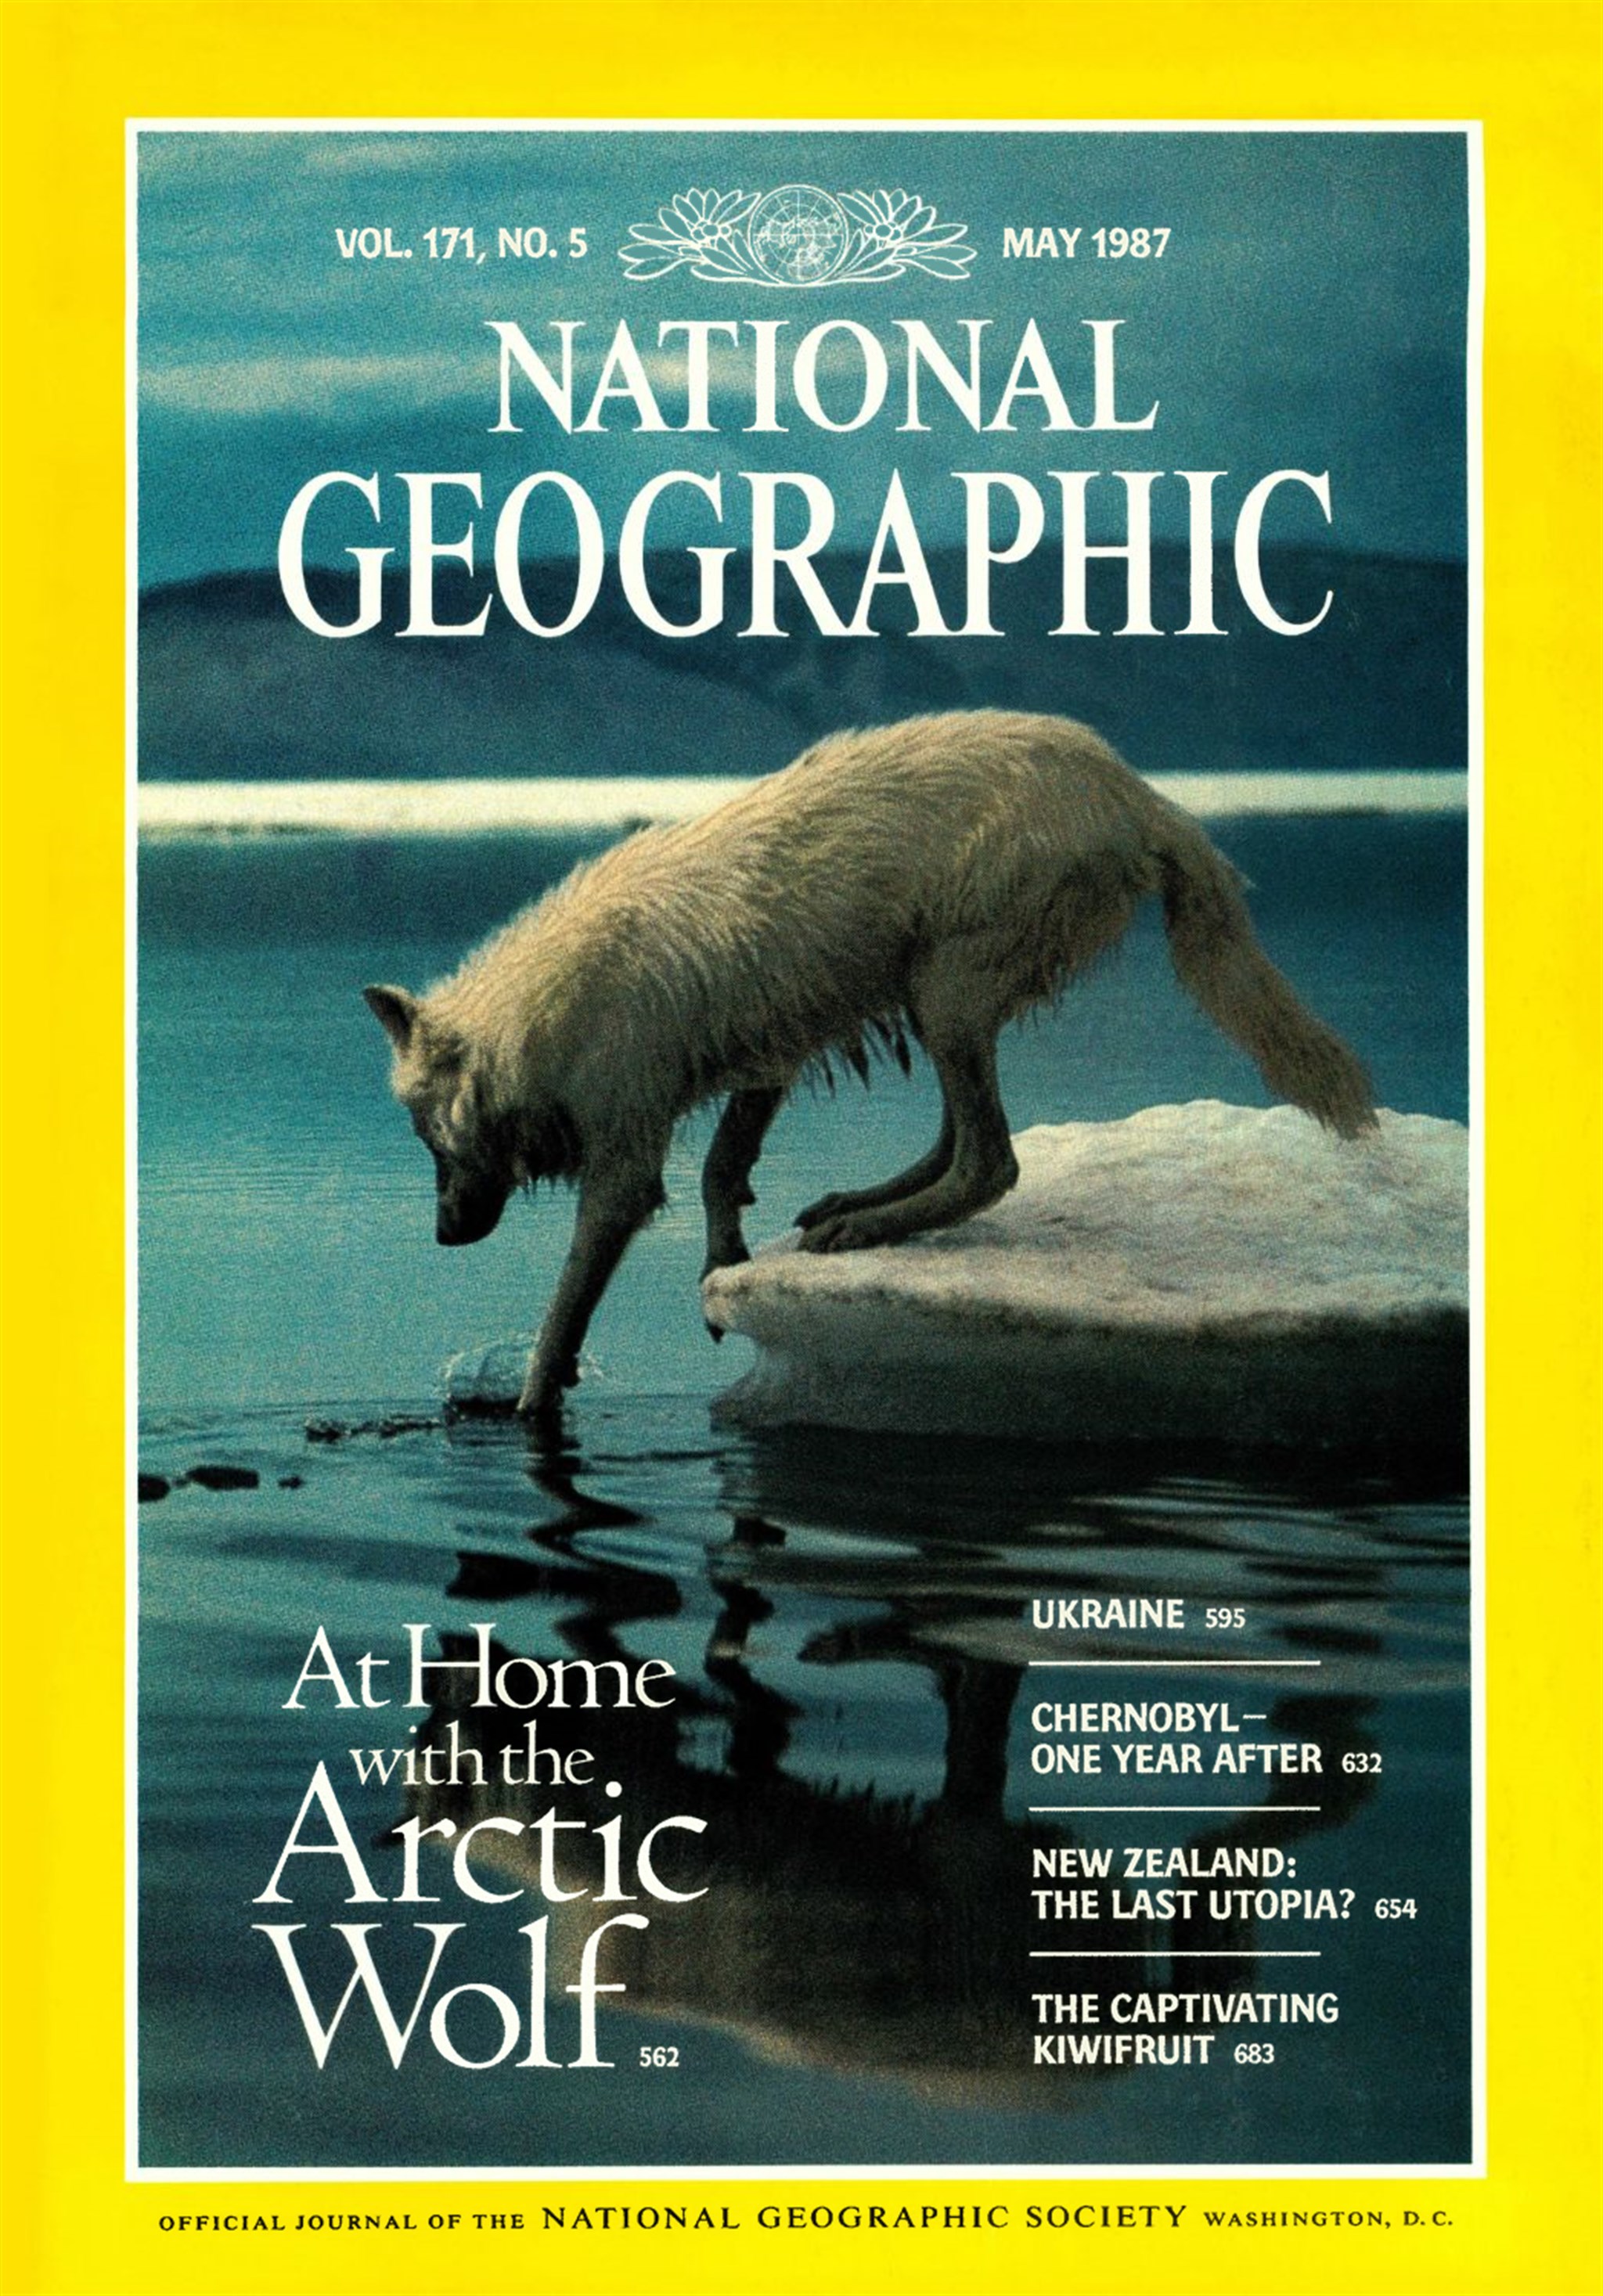 VOL. 171, NO. 5
MAY 1987
NATIONAL
GEOGRAPHIC
At Home
with the
Arctic
Wolf 562
UKRAINE 595
CHERNOBYL—
ONE YEAR AFTER 632
NEW ZEALAND:
THE LAST UTOPIA? 654
THE CAPTIVATING
KIWIFRUIT 683
OFFICIAL JOURNAL OF THE NATIONAL GEOGRAPHIC SOCIETY WASHINGTON, D.C.